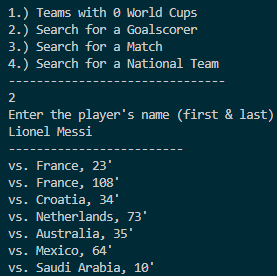 1.) Teams with 0 World Cups
2.) Search for a Goalscorer
3.) Search for a Match
4.) Search for a National Team
-------------------------------
2
Enter the player's name (first & last)
Lionel Messi
-------------------------
vs. France, 23'
vs. France, 108'
vs. Croatia, 34'
vs. Netherlands, 73'
vs. Australia, 35'
vs. Mexico, 64'
vs. Saudi Arabia, 10'